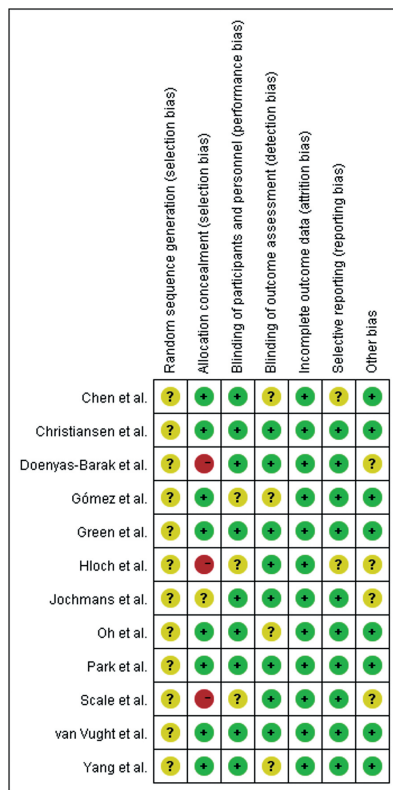 Random sequence generation (selection bias)
Allocation concealment (selection bias)
Blinding of participants and personnel (performance bias)
Blinding of outcome assessment (detection bias)
Incomplete outcome data (attrition bias)
Selective reporting (reporting bias)
Other bias
Chen et al. ? + + ? + ? +
Christiansen et al. ? + + + + + +
Doenyas-Barak et al. ? - + + + + ?
Gómez et al. ? + ? ? + + +
Green et al. ? + + + + + +
Hloch et al. ? - ? + + ? ?
Jochmans et al. ? ? + + + + ?
Oh et al. ? + + ? + + +
Park et al. ? + + + + + +
Scale et al. ? - ? + + + ?
van Vught et al. ? + + + + + +
Yang et al. ? + + ? + + +